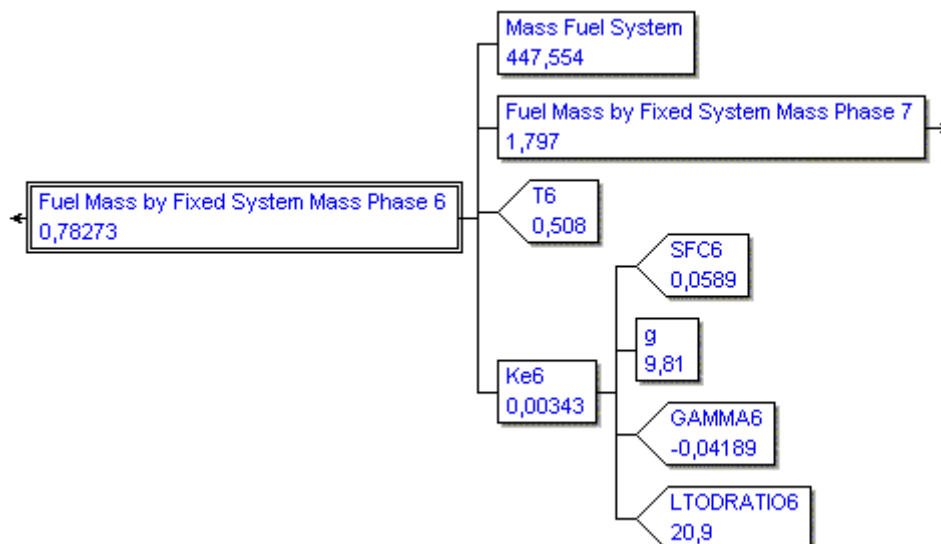 Mass Fuel System
447,554
Fuel Mass by Fixed System Mass Phase 7
1,797
Fuel Mass by Fixed System Mass Phase 6
0,78273
T6
0,508
SFC6
0,0589
g
9,81
Ke6
0,00343
GAMMA6
-0,04189
LTODRATIO6
20,9